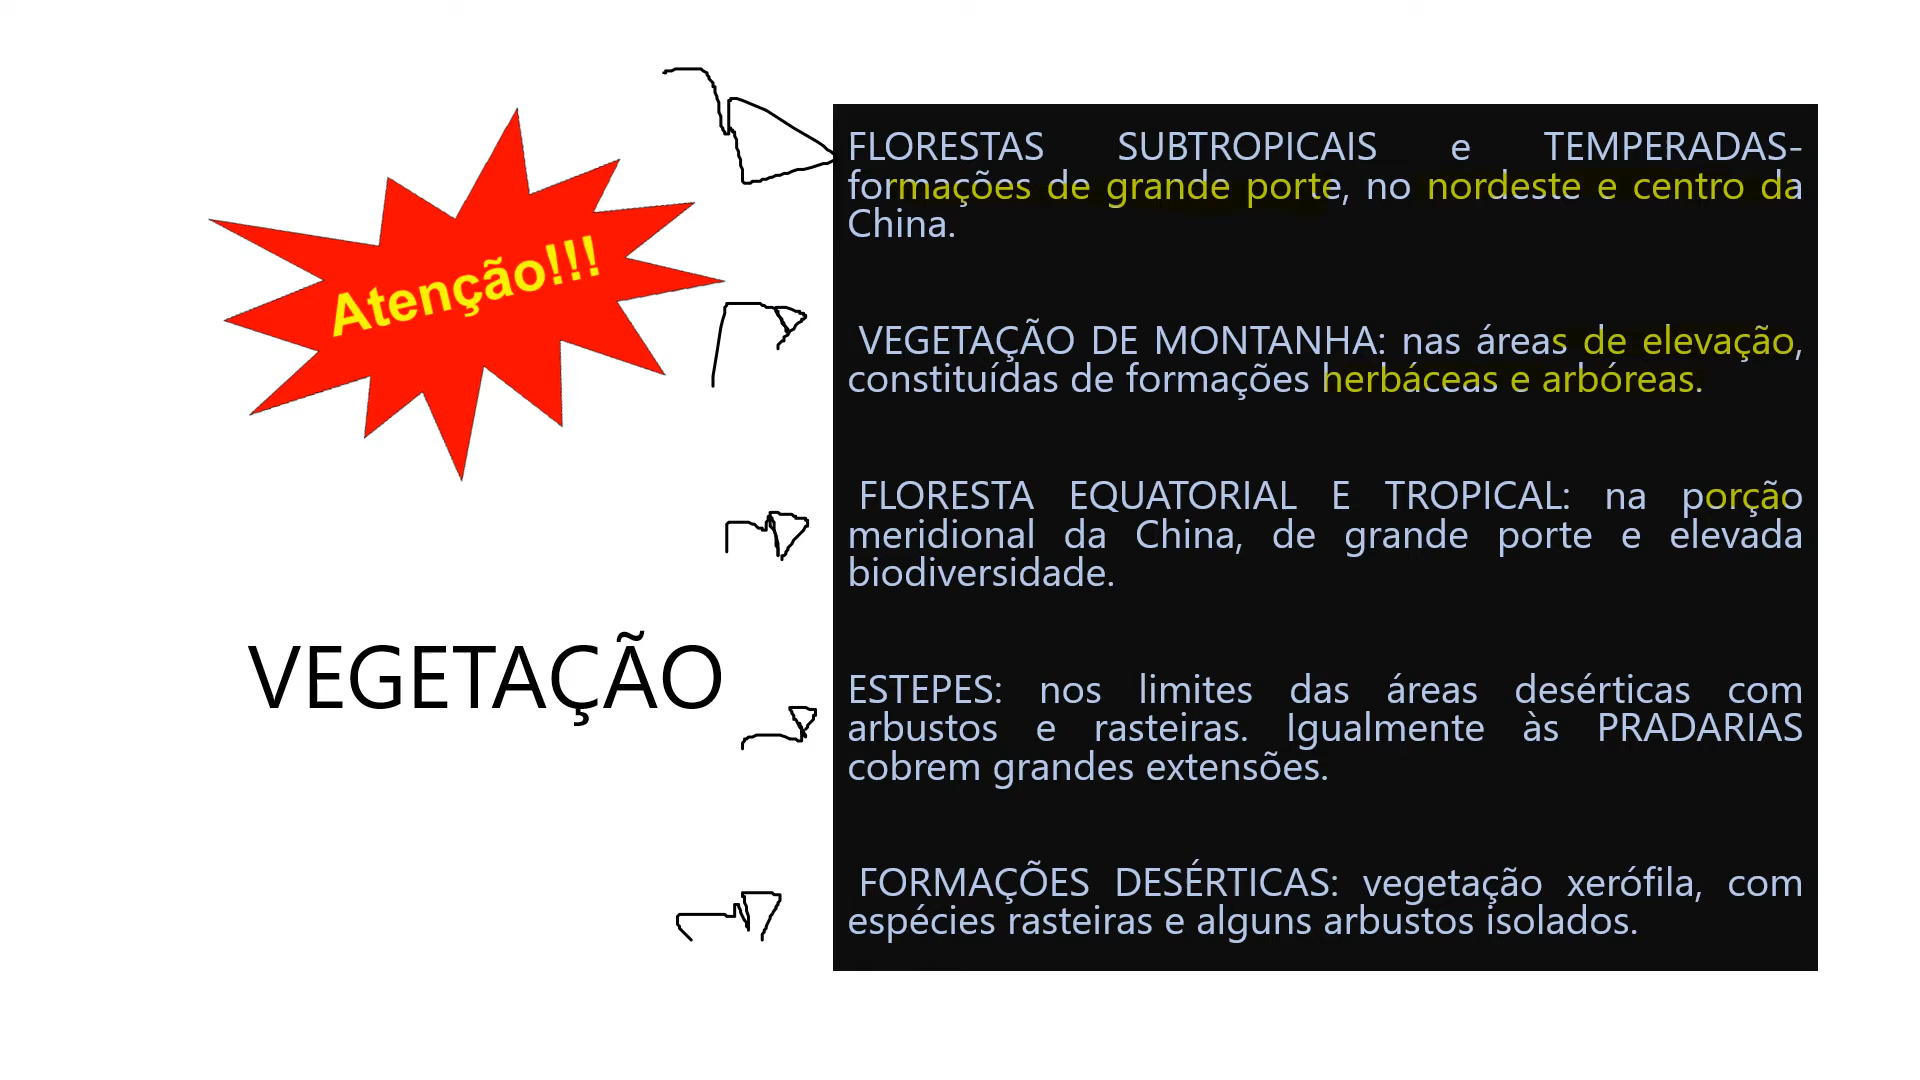 Atenção!!!
VEGETAÇÃO
FLORESTAS SUBTROPICAIS e TEMPERADAS-
formações de grande porte, no nordeste e centro da
China.
VEGETAÇÃO DE MONTANHA: nas áreas de elevação,
constituídas de formações herbáceas e arbóreas.
FLORESTA EQUATORIAL E TROPICAL: na porção
meridional da China, de grande porte e elevada
biodiversidade.
ESTEPES: nos limites das áreas desérticas com
arbustos e rasteiras. Igualmente às PRADARIAS
cobrem grandes extensões.
FORMAÇÕES DESÉRTICAS: vegetação xerófila, com
espécies rasteiras e alguns arbustos isolados.